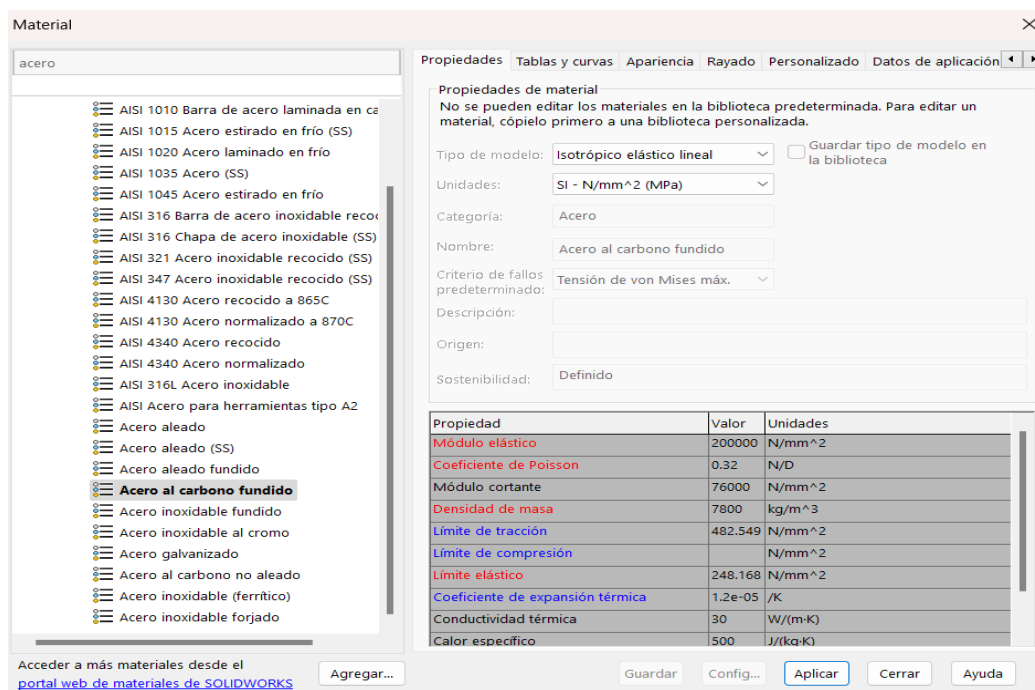 Material
acero
AISI 1010 Barra de acero laminada en ca
AISI 1015 Acero estirado en frío (SS)
AISI 1020 Acero laminado en frío
AISI 1035 Acero (SS)
AISI 1045 Acero estirado en frío
AISI 316 Barra de acero inoxidable reco
AISI 316 Chapa de acero inoxidable (SS)
AISI 321 Acero inoxidable recocido (SS)
AISI 347 Acero inoxidable recocido (SS)
AISI 4130 Acero recocido a 865C
AISI 4130 Acero normalizado a 870C
AISI 4340 Acero recocido
AISI 4340 Acero normalizado
AISI 316L Acero inoxidable
AISI Acero para herramientas tipo A2
Acero aleado
Acero aleado (SS)
Acero aleado fundido
Acero al carbono fundido
Acero inoxidable fundido
Acero inoxidable al cromo
Acero galvanizado
Acero al carbono no aleado
Acero inoxidable (ferrítico)
Acero inoxidable forjado
Acceder a más materiales desde el
portal web de materiales de SOLIDWORKS
Agregar...
Propiedades Tablas y curvas Apariencia Rayado Personalizado Datos de aplicación
Propiedades de material
No se pueden editar los materiales en la biblioteca predeterminada. Para editar un
material, cópielo primero a una biblioteca personalizada.
Tipo de modelo: Isotrópico elástico lineal
Guardar tipo de modelo en
la biblioteca
Unidades: SI - N/mm^2 (MPa)
Categoría: Acero
Nombre: Acero al carbono fundido
Criterio de fallos
predeterminado: Tensión de von Mises máx.
Descripción:
Origen:
Sostenibilidad: Definido
Propiedad Valor Unidades
Módulo elástico 200000 N/mm^2
Coeficiente de Poisson 0.32 N/D
Módulo cortante 76000 N/mm^2
Densidad de masa 7800 kg/m^3
Límite de tracción 482.549 N/mm^2
Límite de compresión N/mm^2
Límite elástico 248.168 N/mm^2
Coeficiente de expansión térmica 1.2e-05 /K
Conductividad térmica 30 W/(m·K)
Calor específico 500 J/(kg·K)
Guardar Config... Aplicar Cerrar Ayuda